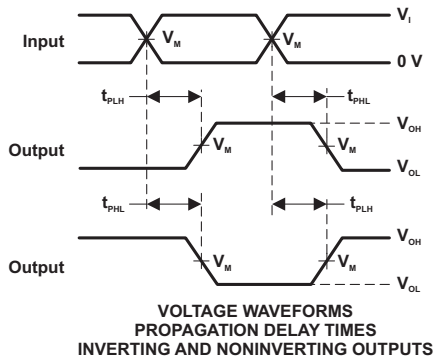 V_I
Input
V_M
V_M
0 V
t_PLH
t_PHL
V_OH
Output
V_M
V_M
V_OL
t_PHL
t_PLH
V_OH
Output
V_M
V_M
V_OL
VOLTAGE WAVEFORMS
PROPAGATION DELAY TIMES
INVERTING AND NONINVERTING OUTPUTS